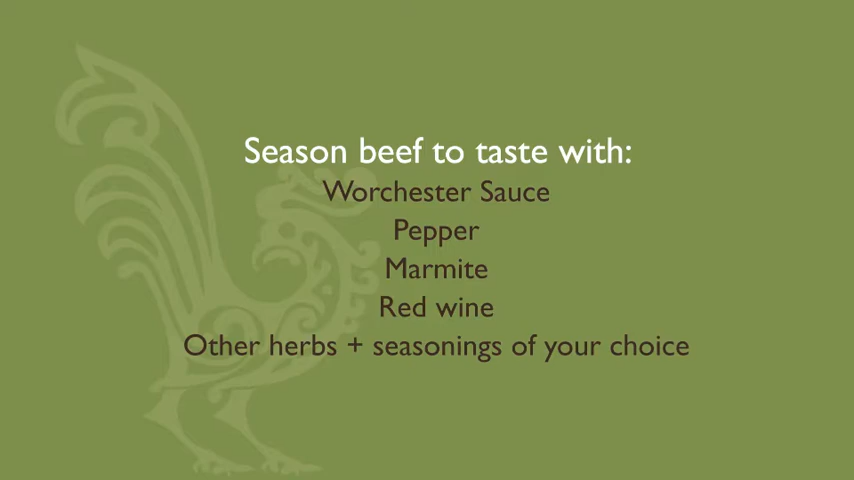 Season beef to taste with:
Worchester Sauce
Pepper
Marmite
Red wine
Other herbs + seasonings of your choice